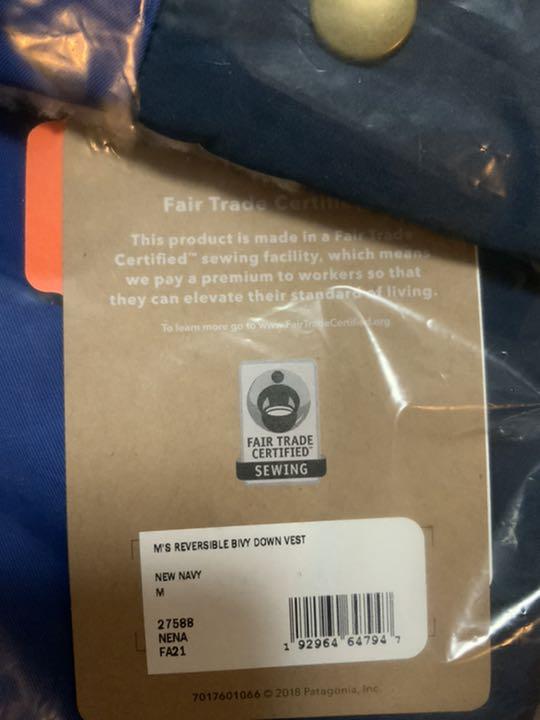 Fair Trade
This product is made in a Fair Trade
Certified™ sewing facility, which means
we pay a premium to workers so that
they can elevate their standard of living.
To learn more go to www.FairTradeCertified.org
FAIR TRADE
CERTIFIED™
SEWING
M'S REVERSIBLE BIVY DOWN VEST
NEW NAVY
M
27588
NENA
FA21
1 92964 64794 7
7017601066 © 2018 Patagonia, Inc.